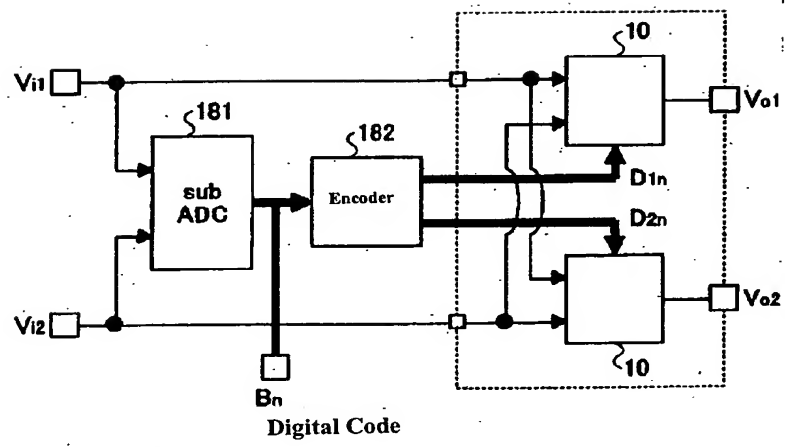 10
Vi1
Vo1
181
182
sub
ADC
Encoder
D1n
D2n
Vi2
Vo2
10
Bn
Digital Code